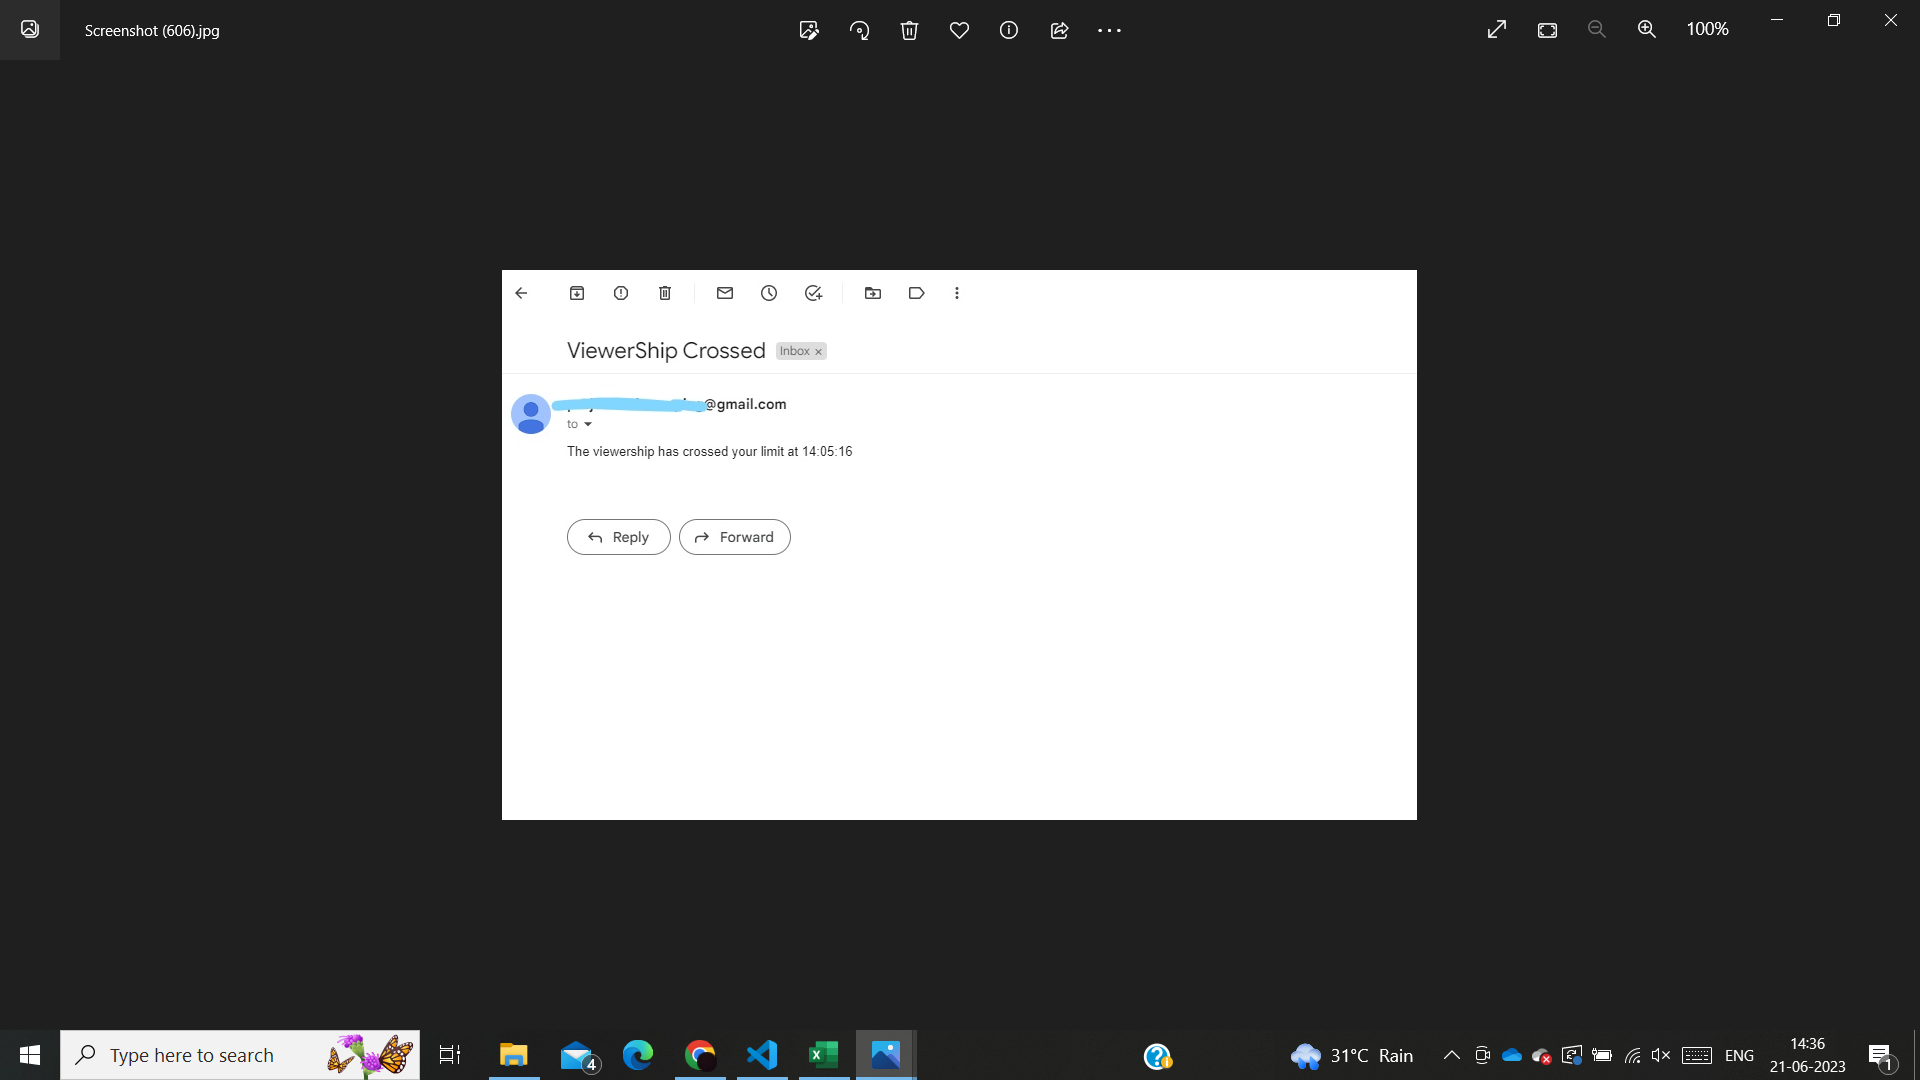 Screenshot (606).jpg
100%
ViewerShip Crossed
Inbox x
@gmail.com
to
The viewership has crossed your limit at 14:05:16
Reply
Forward
Type here to search
4
31°C Rain
ENG
14:36
21-06-2023
1